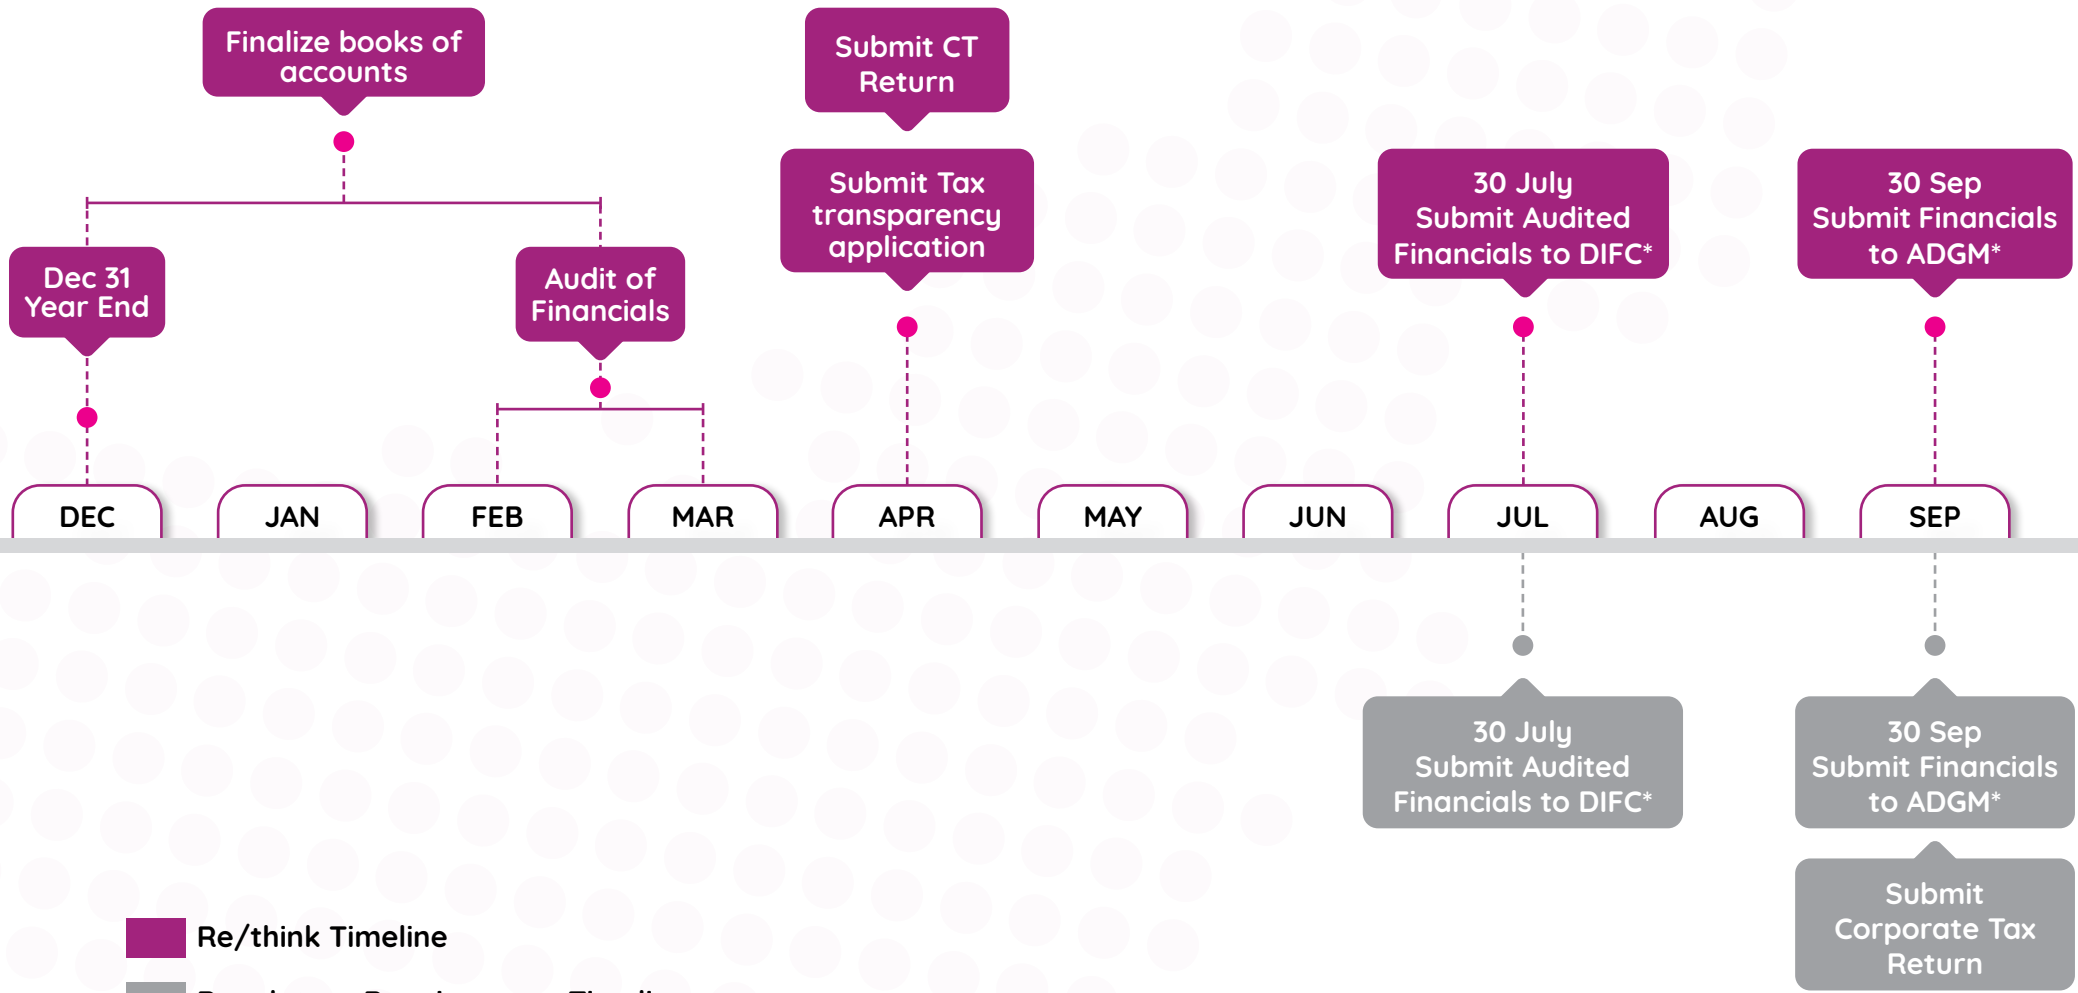 Finalize books of
accounts
Submit CT
Return
Submit Tax
transparency
application
30 July
Submit Audited
Financials to DIFC*
30 Sep
Submit Financials
to ADGM*
Dec 31
Year End
Audit of
Financials
DEC
JAN
FEB
MAR
APR
MAY
JUN
JUL
AUG
SEP
30 July
Submit Audited
Financials to DIFC*
30 Sep
Submit Financials
to ADGM*
Submit
Corporate Tax
Return
Re/think Timeline